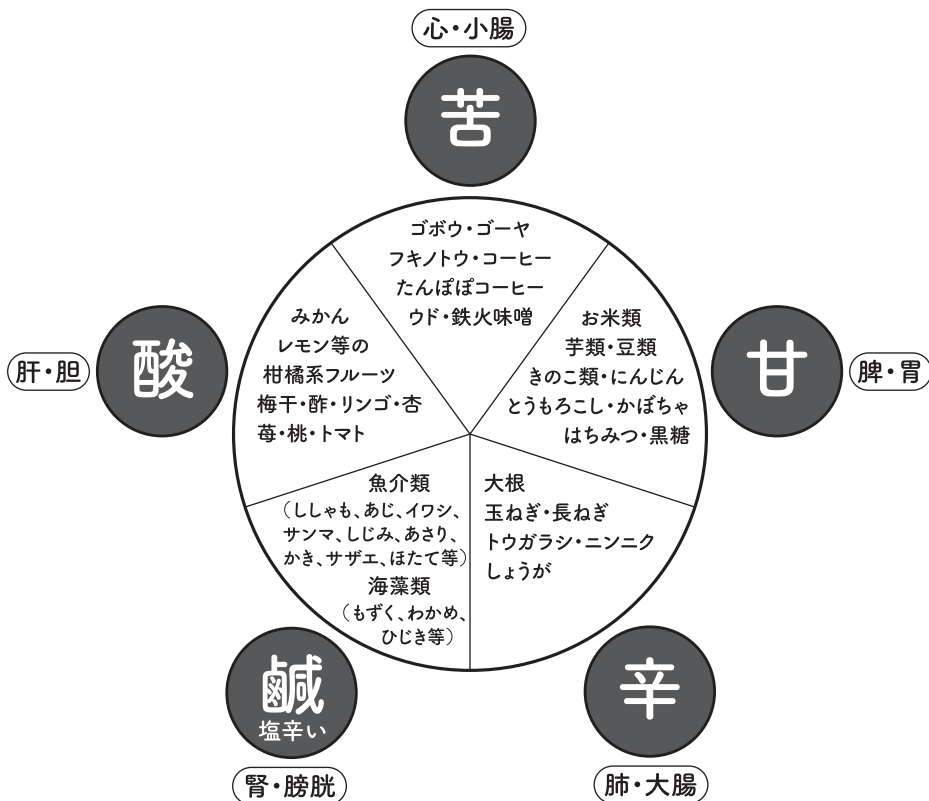 心・小腸
苦
ゴボウ・ゴーヤ
フキノトウ・コーヒー
たんぽぽコーヒー
ウド・鉄火味噌
お米類
芋類・豆類
きのこ類・にんじん
とうもろこし・かぼちゃ
はちみつ・黒糖
甘
脾・胃
大根
玉ねぎ・長ねぎ
トウガラシ・ニンニク
しょうが
辛
肺・大腸
魚介類
（ししゃも、あじ、イワシ、
サンマ、しじみ、あさり、
かき、サザエ、ほたて等）
海藻類
（もずく、わかめ、
ひじき等）
鹹
塩辛い
腎・膀胱
みかん
レモン等の
柑橘系フルーツ
梅干・酢・リンゴ・杏
苺・桃・トマト
酸
肝・胆